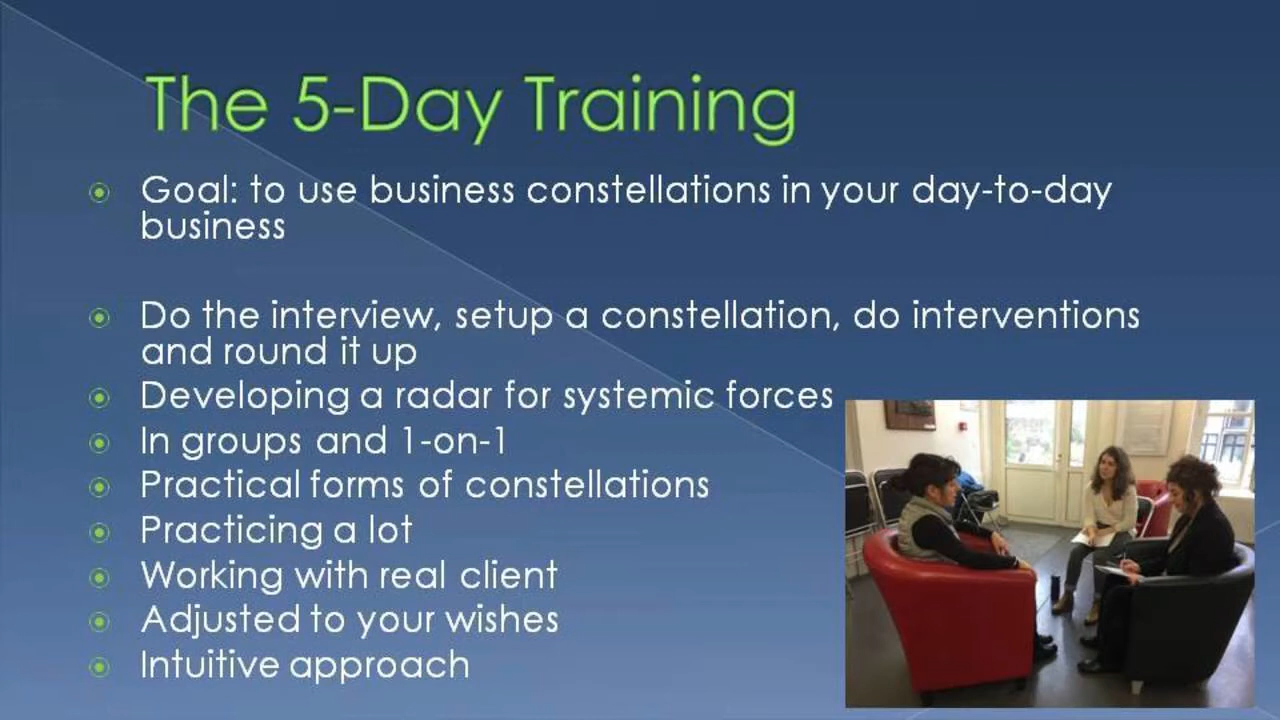 The 5-Day Training
Goal: to use business constellations in your day-to-day
business
Do the interview, setup a constellation, do interventions
and round it up
Developing a radar for systemic forces
In groups and 1-on-1
Practical forms of constellations
Practicing a lot
Working with real client
Adjusted to your wishes
Intuitive approach